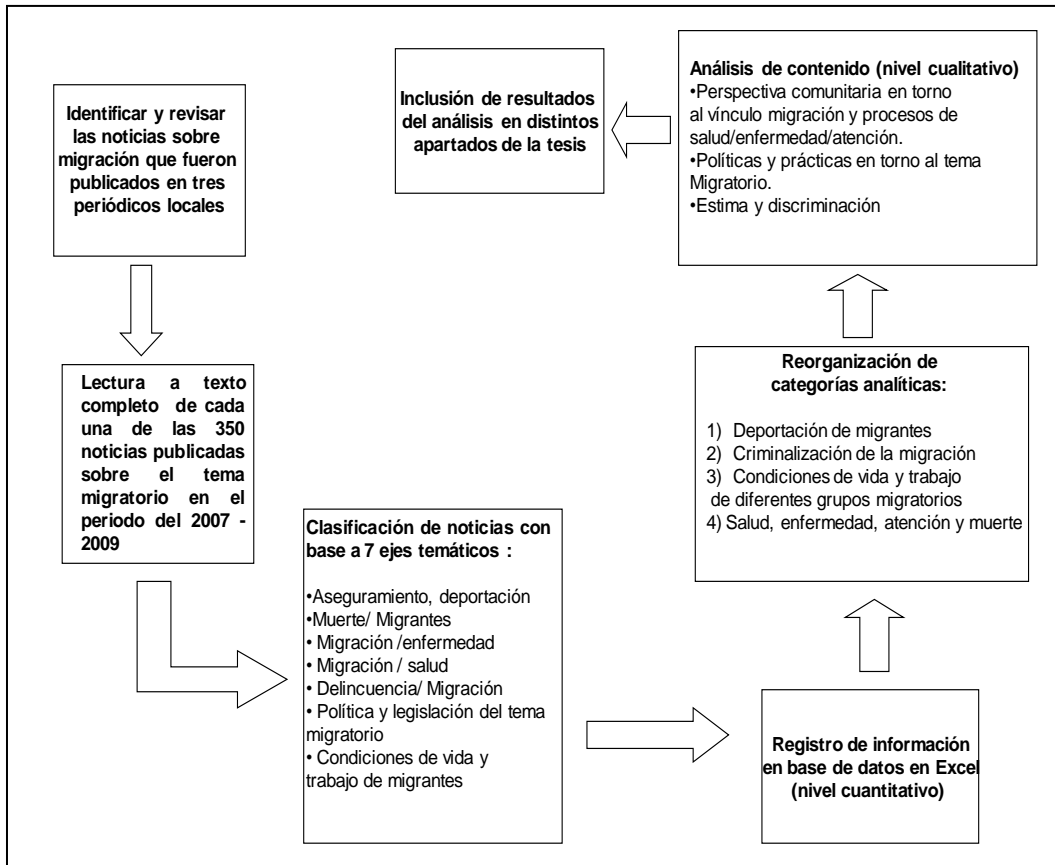 Identificar y revisar
las noticias sobre
migración que fueron
publicados en tres
periódicos locales
Lectura a texto
completo de cada
una de las 350
noticias publicadas
sobre el tema
migratorio en el
periodo del 2007 -
2009
Clasificación de noticias con
base a 7 ejes temáticos :
•Aseguramiento, deportación
•Muerte/ Migrantes
• Migración /enfermedad
• Migración / salud
• Delincuencia/ Migración
• Política y legislación del tema
migratorio
• Condiciones de vida y
trabajo de migrantes
Registro de información
en base de datos en Excel
(nivel cuantitativo)
Reorganización de
categorías analíticas:
1) Deportación de migrantes
2) Criminalización de la migración
3) Condiciones de vida y trabajo
de diferentes grupos migratorios
4) Salud, enfermedad, atención y muerte
Análisis de contenido (nivel cualitativo)
•Perspectiva comunitaria en torno
al vínculo migración y procesos de
salud/enfermedad/atención.
•Políticas y prácticas en torno al tema
Migratorio.
•Estima y discriminación
Inclusión de resultados
del análisis en distintos
apartados de la tesis